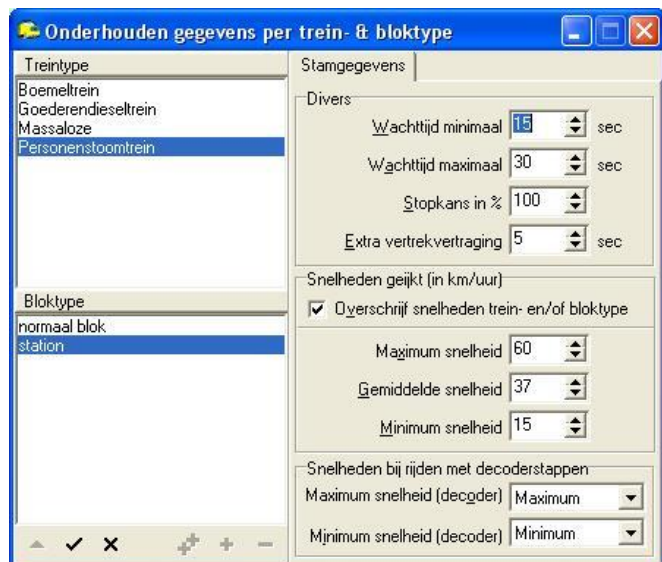 Onderhouden gegevens per trein- & bloktype
Treintype
Boemeltrein
Goederendieseltrein
Massaloze
Personenstoomtrein
Bloktype
normaal blok
station
Stamgegevens
Divers
Wachttijd minimaal 15 sec
Wachttijd maximaal 30 sec
Stopkans in % 100
Extra vertrekvertraging 5 sec
Snelheden geijkt (in km/uur)
Overschrijf snelheden trein- en/of bloktype
Maximum snelheid 60
Gemiddelde snelheid 37
Minimum snelheid 15
Snelheden bij rijden met decoderstappen
Maximum snelheid (decoder) Maximum
Minimum snelheid (decoder) Minimum